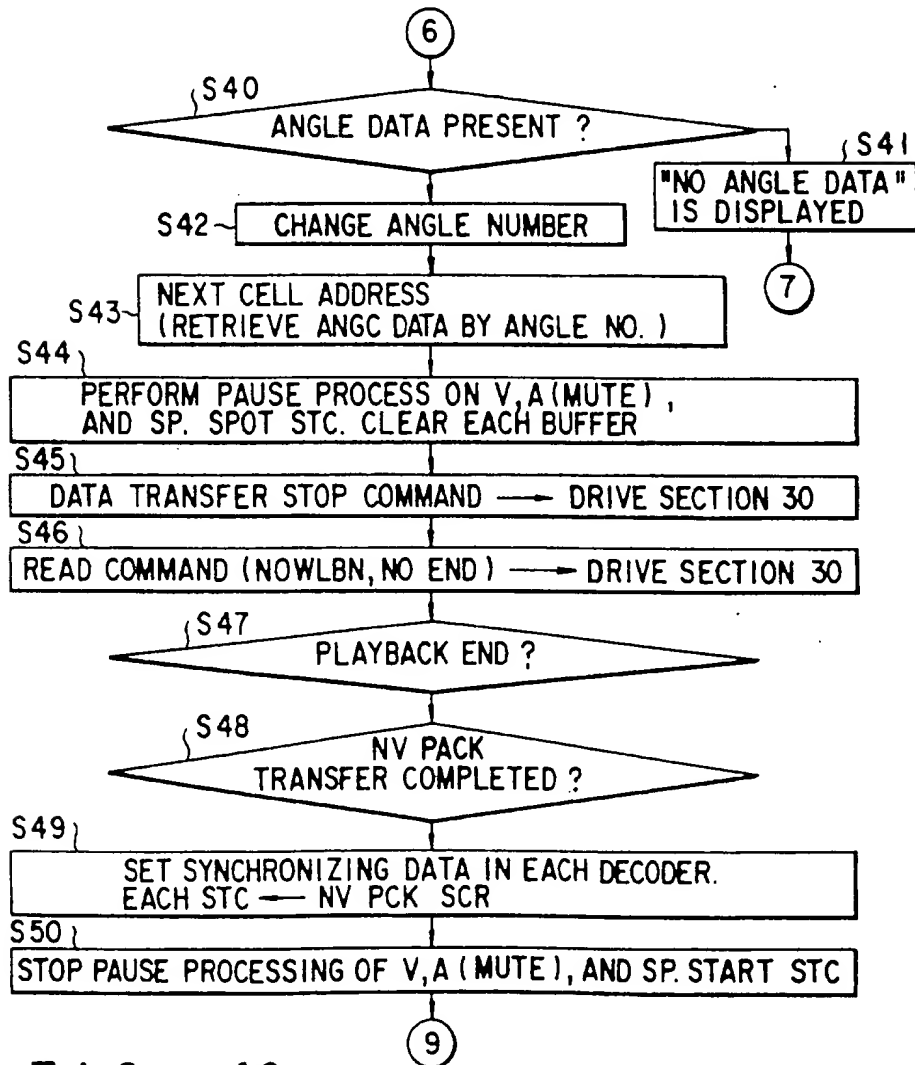 6
S40
ANGLE DATA PRESENT ?
S41
"NO ANGLE DATA"
IS DISPLAYED
7
S42
CHANGE ANGLE NUMBER
S43
NEXT CELL ADDRESS
(RETRIEVE ANGC DATA BY ANGLE NO. )
S44
PERFORM PAUSE PROCESS ON V,A (MUTE) ,
AND SP. SPOT STC. CLEAR EACH BUFFER
S45
DATA TRANSFER STOP COMMAND → DRIVE SECTION 30
S46
READ COMMAND (NOWLBN, NO END) → DRIVE SECTION 30
S47
PLAYBACK END ?
S48
NV PACK
TRANSFER COMPLETED ?
S49
SET SYNCHRONIZING DATA IN EACH DECODER.
EACH STC ← NV PCK SCR
S50
STOP PAUSE PROCESSING OF V,A (MUTE), AND SP. START STC
9